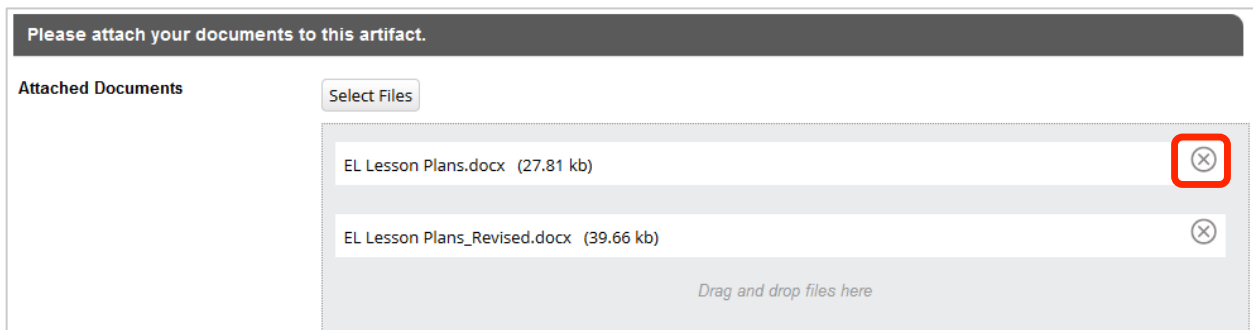 Please attach your documents to this artifact.
Attached Documents
Select Files
EL Lesson Plans.docx (27.81 kb)
EL Lesson Plans_Revised.docx (39.66 kb)
Drag and drop files here